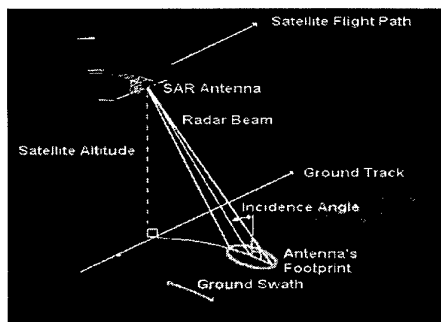 Satellite Flight Path
SAR Antenna
Radar Beam
Satellite Altitude
Ground Track
Incidence Angle
Antenna's
Footprint
Ground Swath